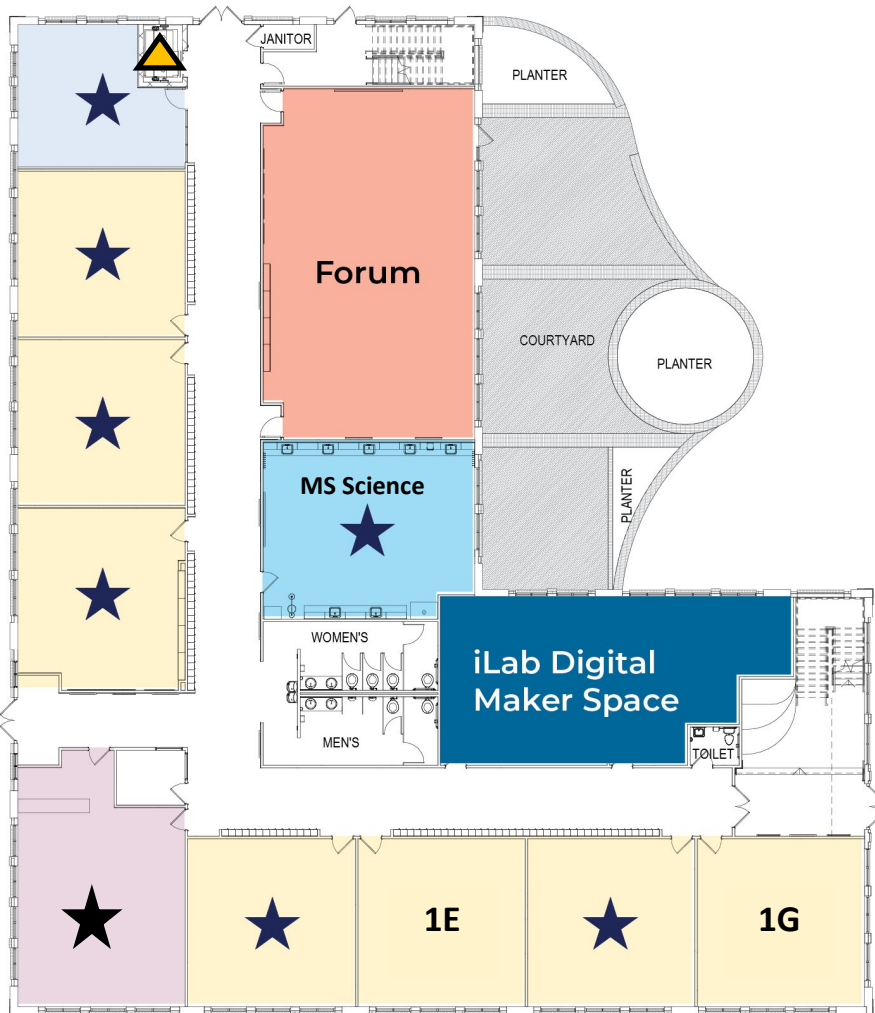 JANITOR
PLANTER
Forum
COURTYARD
PLANTER
MS Science
PLANTER
WOMEN'S
iLab Digital
Maker Space
MEN'S
TOILET
1E
1G